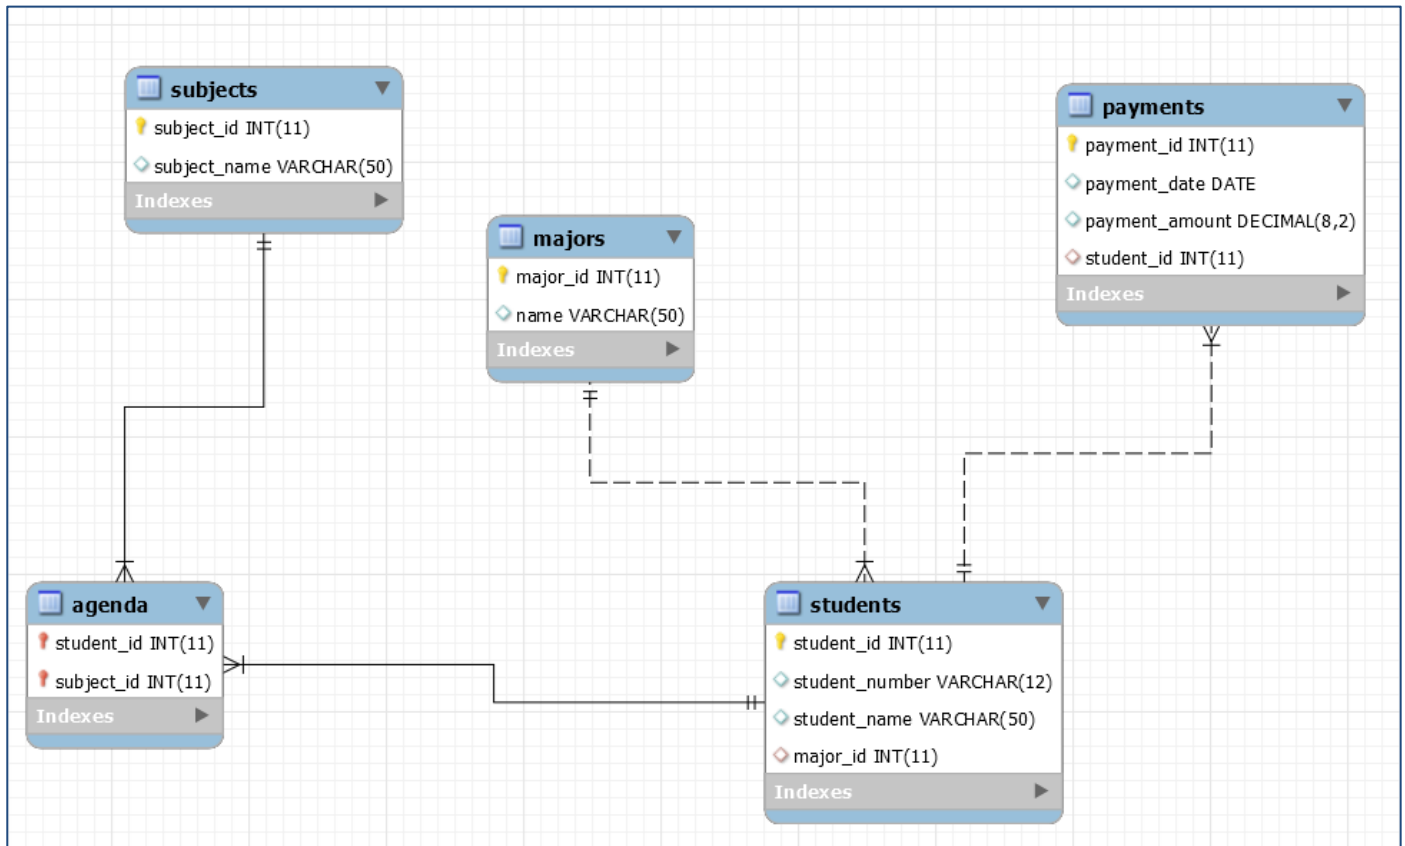 subjects
subject_id INT(11)
subject_name VARCHAR(50)
Indexes
majors
major_id INT(11)
name VARCHAR(50)
Indexes
payments
payment_id INT(11)
payment_date DATE
payment_amount DECIMAL(8,2)
student_id INT(11)
Indexes
agenda
student_id INT(11)
subject_id INT(11)
Indexes
students
student_id INT(11)
student_number VARCHAR(12)
student_name VARCHAR(50)
major_id INT(11)
Indexes